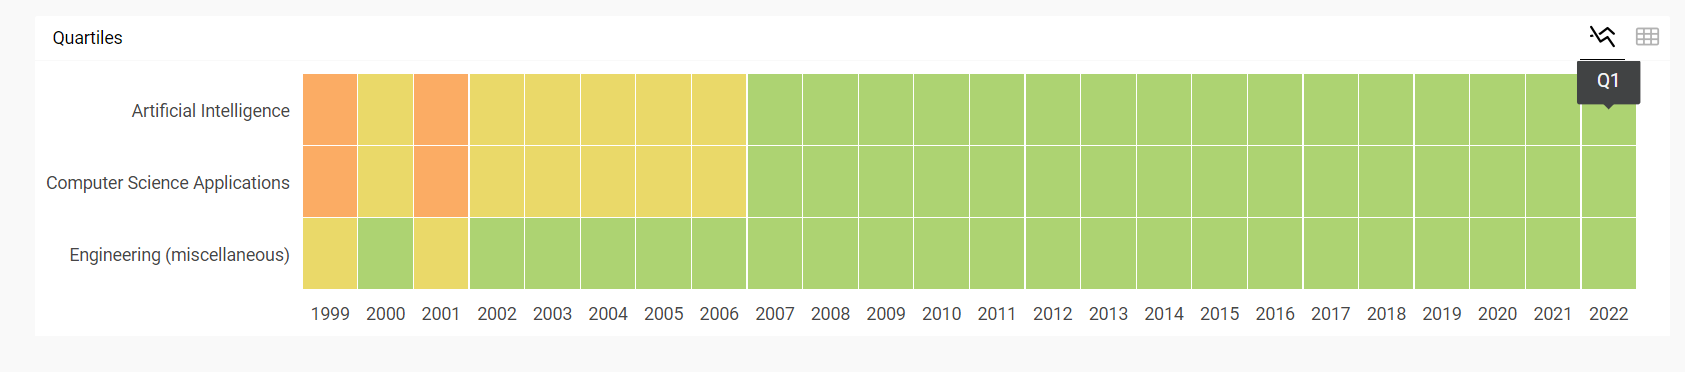 Quartiles
Q1
Artificial Intelligence
Computer Science Applications
Engineering (miscellaneous)
1999 2000 2001 2002 2003 2004 2005 2006 2007 2008 2009 2010 2011 2012 2013 2014 2015 2016 2017 2018 2019 2020 2021 2022